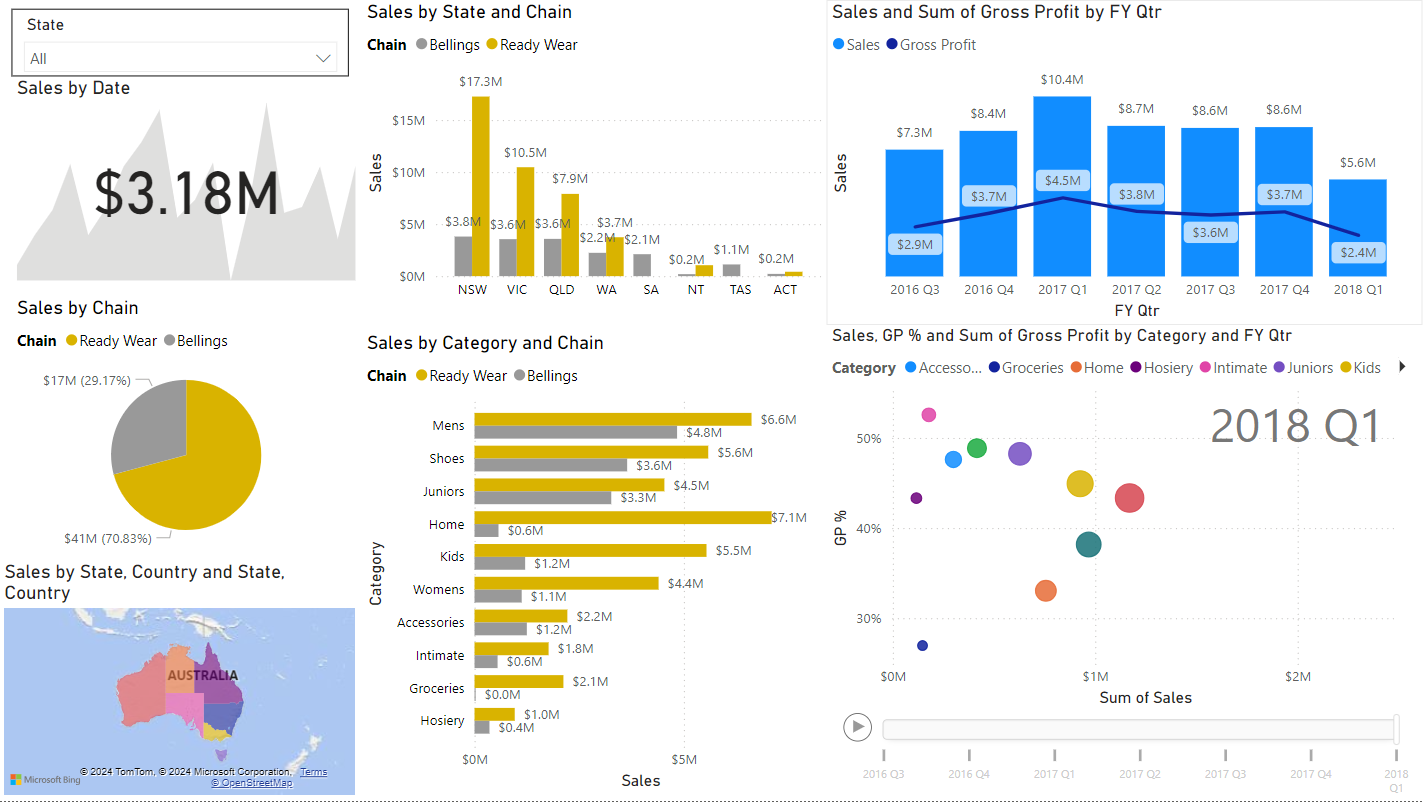 State
All
Sales by Date
$3.18M
Sales by Chain
Chain Ready Wear Bellings
$17M (29.17%)
$41M (70.83%)
Sales by State, Country and State,
Country
AUSTRALIA
Microsoft Bing
© 2024 TomTom, © 2024 Microsoft Corporation, Terms
© OpenStreetMap
Sales by State and Chain
Chain Bellings Ready Wear
Sales
$15M
$10M
$5M
$0M
$17.3M
$10.5M
$7.9M
$3.8M $3.6M $3.6M $3.7M
$2.2M $2.1M
$0.2M $1.1M $0.2M
NSW VIC QLD WA SA NT TAS ACT
Sales by Category and Chain
Chain Ready Wear Bellings
Category
Mens $6.6M
$4.8M
Shoes $5.6M
$3.6M
Juniors $4.5M
$3.3M
Home $7.1M
$0.6M
Kids $5.5M
$1.2M
Womens $4.4M
$1.1M
Accessories $2.2M
$1.2M
Intimate $1.8M
$0.6M
Groceries $2.1M
$0.0M
Hosiery $1.0M
$0.4M
$0M $5M
Sales
Sales and Sum of Gross Profit by FY Qtr
Sales Gross Profit
Sales
$7.3M $8.4M $10.4M $8.7M $8.6M $8.6M $5.6M
$2.9M $3.7M $4.5M $3.8M $3.6M $3.7M $2.4M
2016 Q3 2016 Q4 2017 Q1 2017 Q2 2017 Q3 2017 Q4 2018 Q1
FY Qtr
Sales, GP % and Sum of Gross Profit by Category and FY Qtr
Category Accesso... Groceries Home Hosiery Intimate Juniors Kids
2018 Q1
GP %
50%
40%
30%
$0M $1M $2M
Sum of Sales
2016 Q3 2016 Q4 2017 Q1 2017 Q2 2017 Q3 2017 Q4 2018
Q1